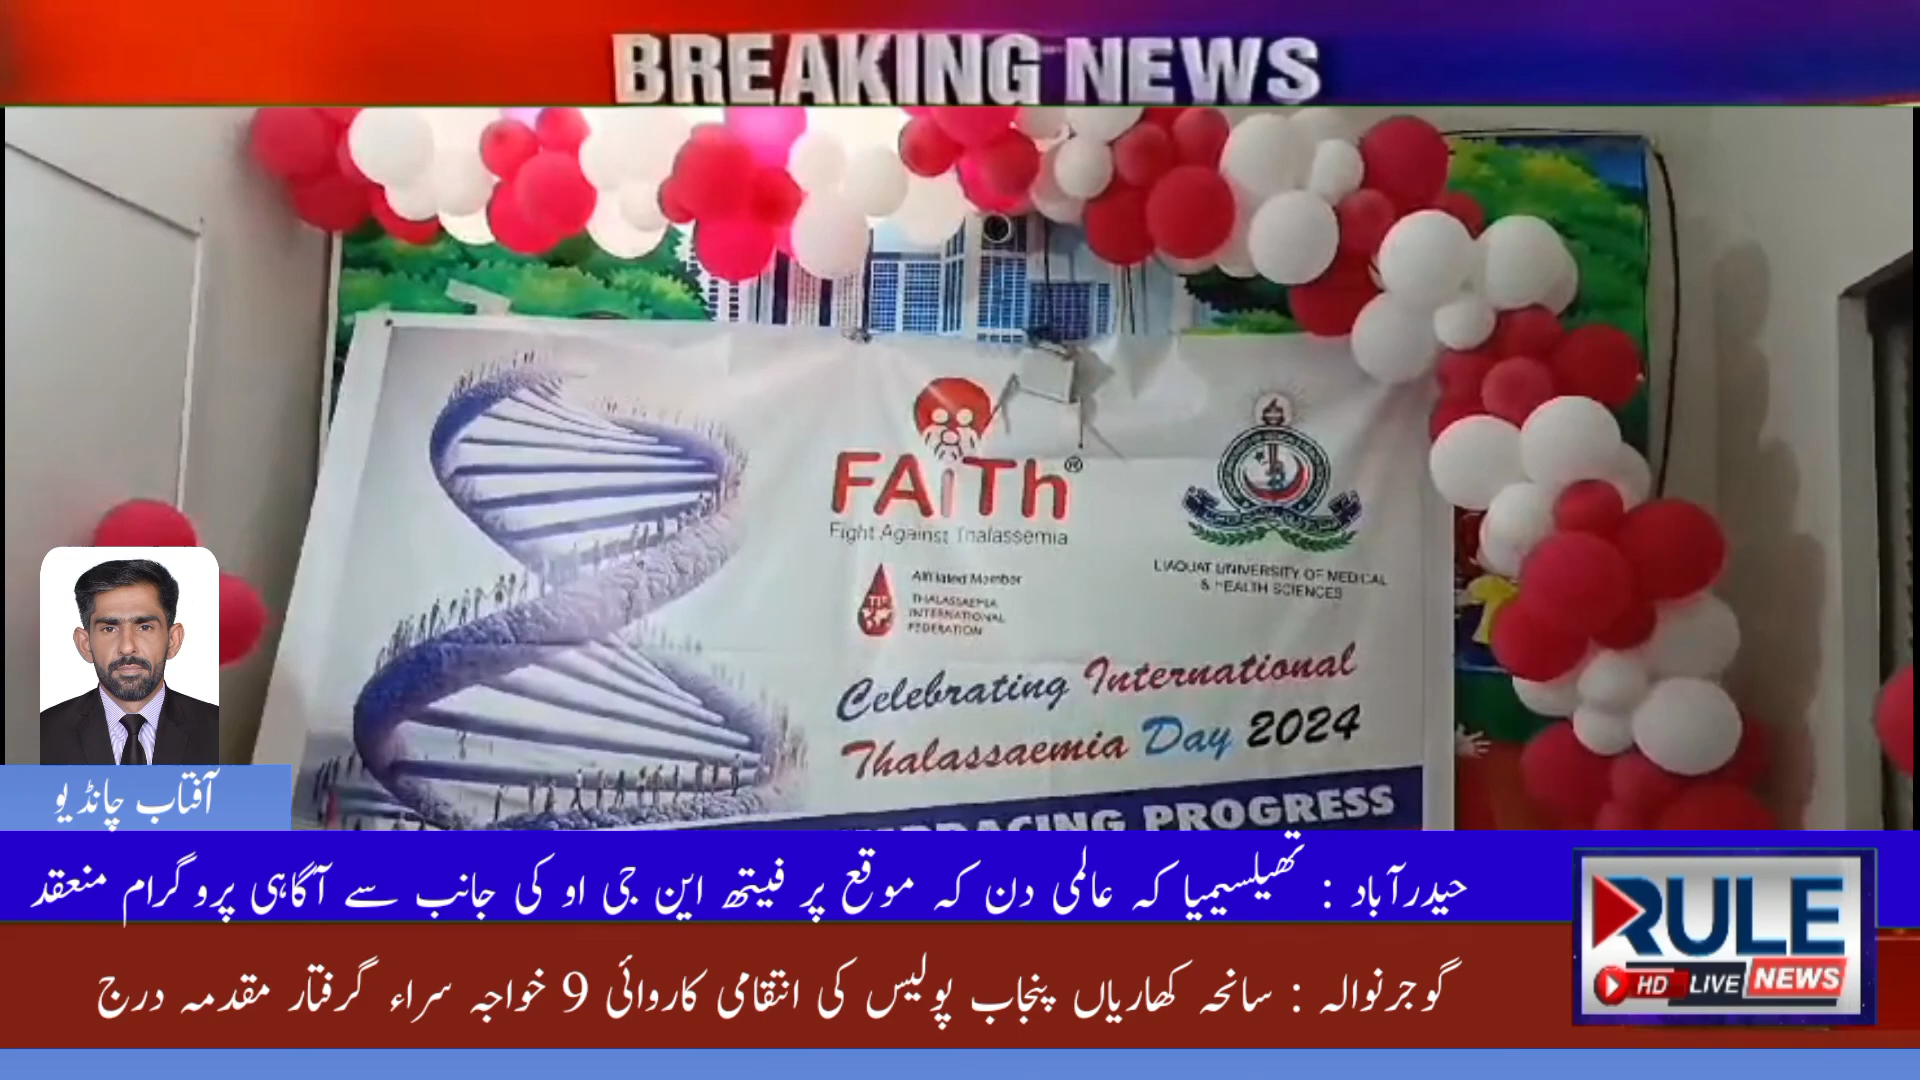 BREAKING NEWS
FAiTh®
Fight Against Thalassemia
Affiliated Member
TIF
THALASSAEMIA
INTERNATIONAL
FEDERATION
LIAQUAT UNIVERSITY OF MEDICAL
& HEALTH SCIENCES
Celebrating International
Thalassaemia Day 2024
PROGRESS
آفتاب چانڈیو
حیدرآباد : تھیلسیمیا کہ عالمی دن کہ موقع پر فیتھ این جی او کی جانب سے آگاہی پروگرام منعقد
گوجرنوالہ : سانحہ کھاریاں پنجاب پولیس کی انتقامی کاروائی 9 خواجہ سراء گرفتار مقدمہ درج
RULE
HD LIVE NEWS